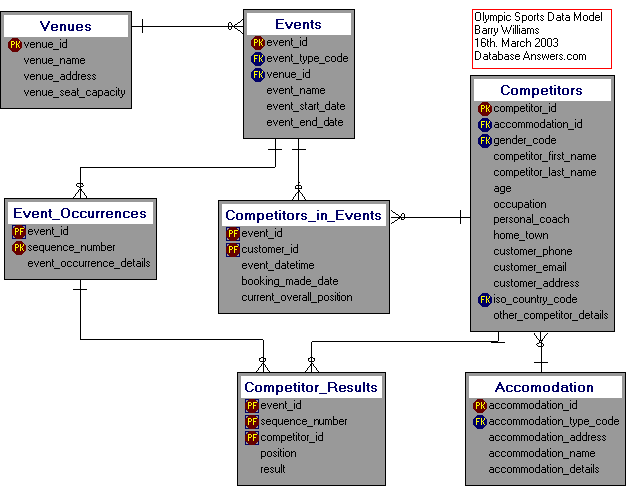 Venues
PK venue_id
venue_name
venue_address
venue_seat_capacity
Events
PK event_id
FK event_type_code
FK venue_id
event_name
event_start_date
event_end_date
Olympic Sports Data Model
Barry Williams
16th. March 2003
Database Answers.com
Competitors
PK competitor_id
FK accommodation_id
FK gender_code
competitor_first_name
competitor_last_name
age
occupation
personal_coach
home_town
customer_phone
customer_email
customer_address
FK iso_country_code
other_competitor_details
Event_Occurrences
PF event_id
PK sequence_number
event_occurrence_details
Competitors_in_Events
PF event_id
PF customer_id
event_datetime
booking_made_date
current_overall_position
Competitor_Results
PF event_id
PF sequence_number
PF competitor_id
position
result
Accomodation
PK accommodation_id
FK accommodation_type_code
accommodation_address
accommodation_name
accommodation_details